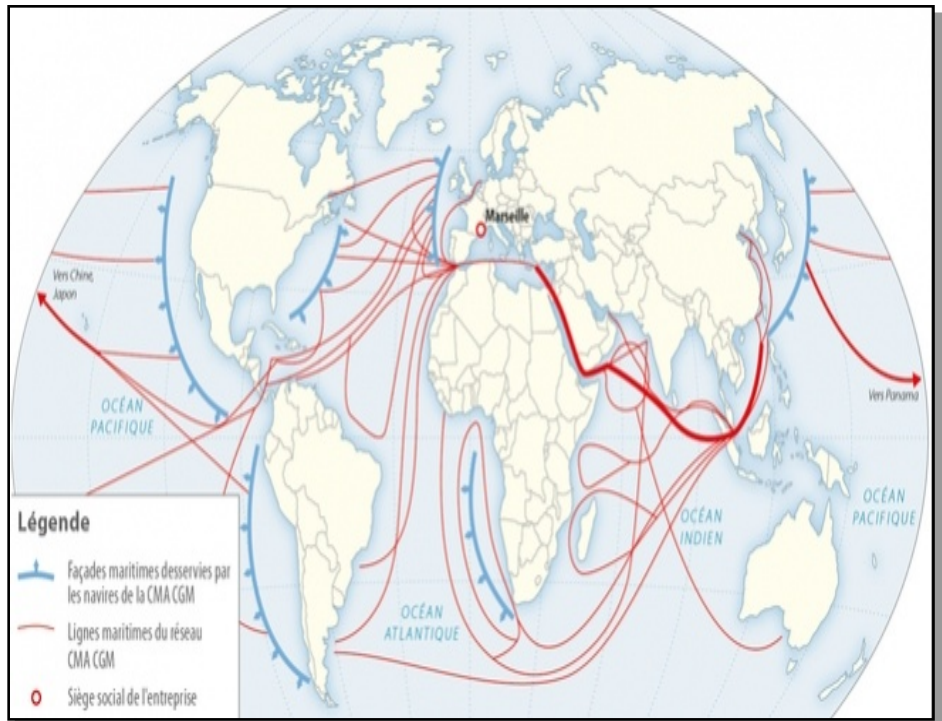 Marseille
Vers Chine,
Japon
OCÉAN
PACIFIQUE
Vers Panama
OCÉAN
PACIFIQUE
OCÉAN
INDIEN
OCÉAN
ATLANTIQUE
Légende
Façades maritimes desservies par
les navires de la CMA CGM
Lignes maritimes du réseau
CMA CGM
Siège social de l'entreprise